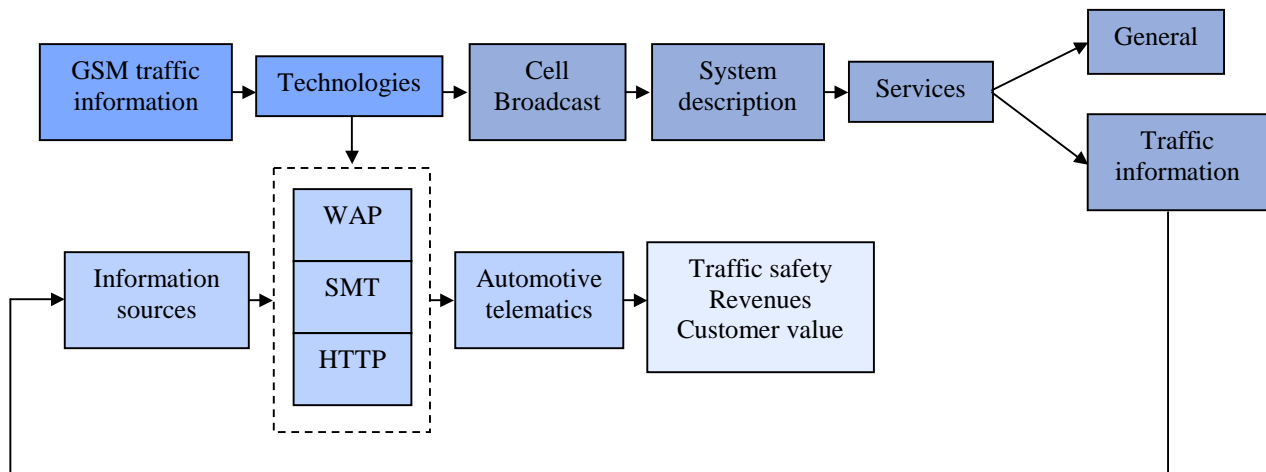 GSM traffic
information
Technologies
Cell
Broadcast
System
description
Services
General
Traffic
information
WAP
SMT
HTTP
Information
sources
Automotive
telematics
Traffic safety
Revenues
Customer value